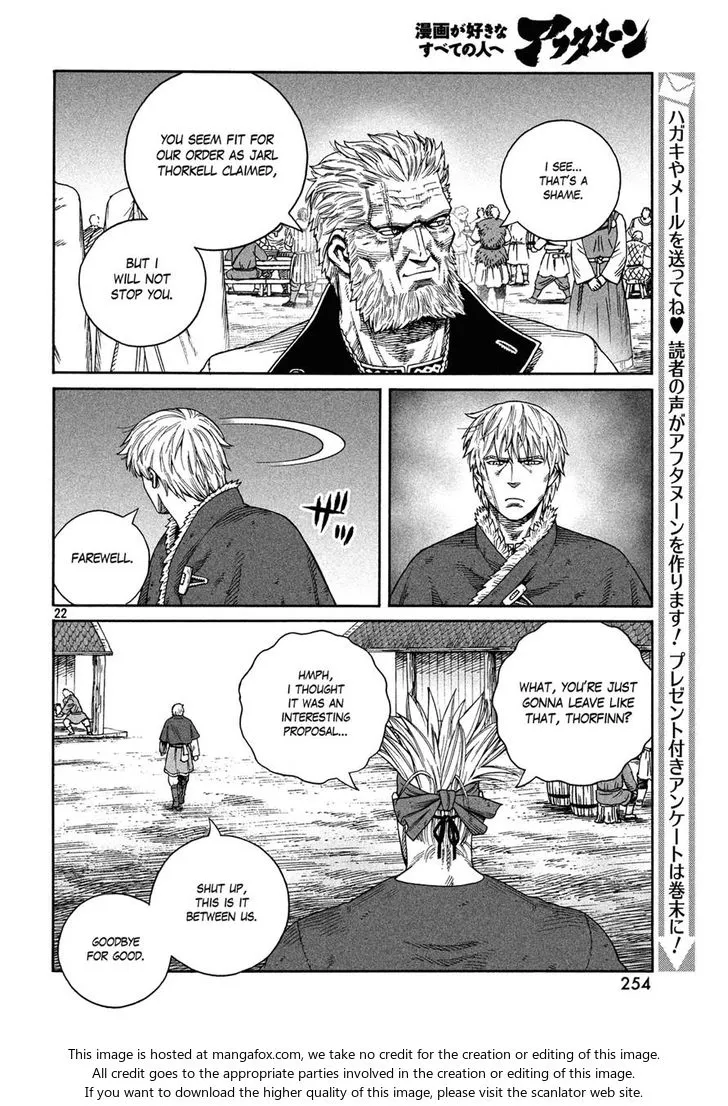 漫画が好きな
すべての人へ
アフタヌーン
I SEE...
THAT'S A
SHAME.
YOU SEEM FIT FOR
OUR ORDER AS JARL
THORKELL CLAIMED,
BUT I
WILL NOT
STOP YOU.
FAREWELL.
22
WHAT, YOU'RE JUST
GONNA LEAVE LIKE
THAT, THORFINN?
HMPH,
I THOUGHT
IT WAS AN
INTERESTING
PROPOSAL...
SHUT UP,
THIS IS IT
BETWEEN US.
GOODBYE
FOR GOOD.
ハガキやメールを送ってね♥ 読者の声がアフタヌーンを作ります! プレゼント付きアンケートは巻末に!
254
This image is hosted at mangafox.com, we take no credit for the creation or editing of this image.
All credit goes to the appropriate parties involved in the creation or editing of this image.
If you want to download the higher quality of this image, please visit the scanlator web site.